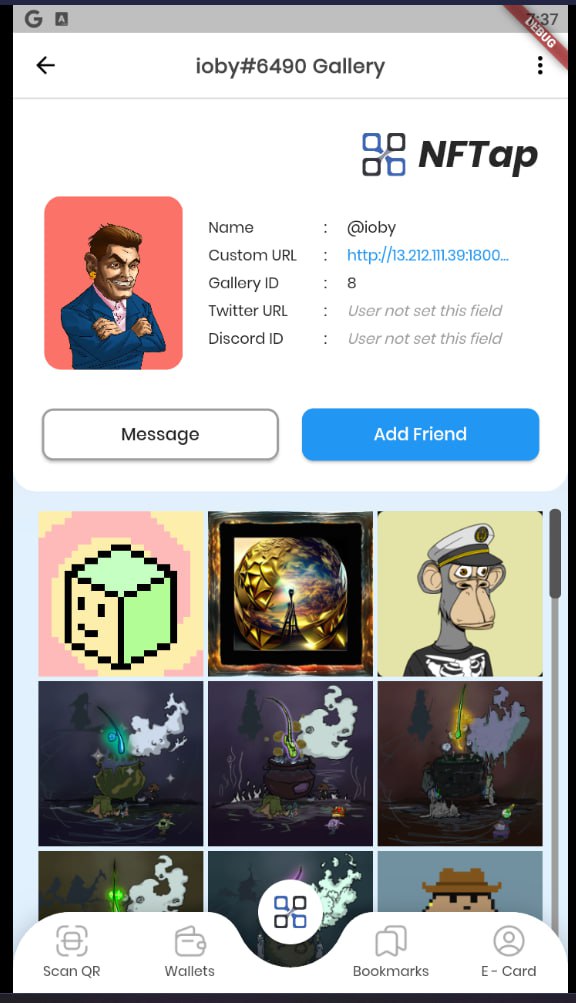 7:37
DEBUG
ioby#6490 Gallery
NFTap
Name : @ioby
Custom URL : http://13.212.111.39:1800...
Gallery ID : 8
Twitter URL : User not set this field
Discord ID : User not set this field
Message Add Friend
Scan QR Wallets Bookmarks E - Card